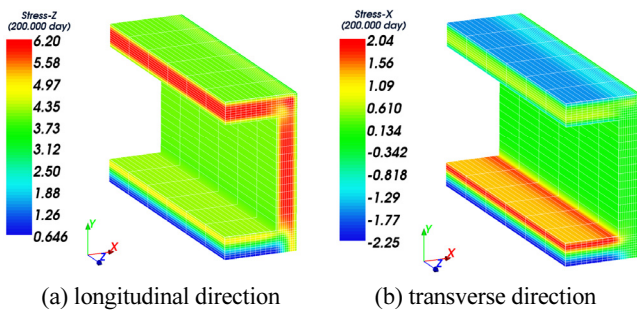 Stress-Z
(200.000 day)
6.20
5.58
4.97
4.35
3.73
3.12
2.50
1.88
1.26
0.646
Y
X
Z
(a) longitudinal direction
Stress-X
(200.000 day)
2.04
1.56
1.09
0.610
0.134
-0.342
-0.818
-1.29
-1.77
-2.25
Y
X
Z
(b) transverse direction